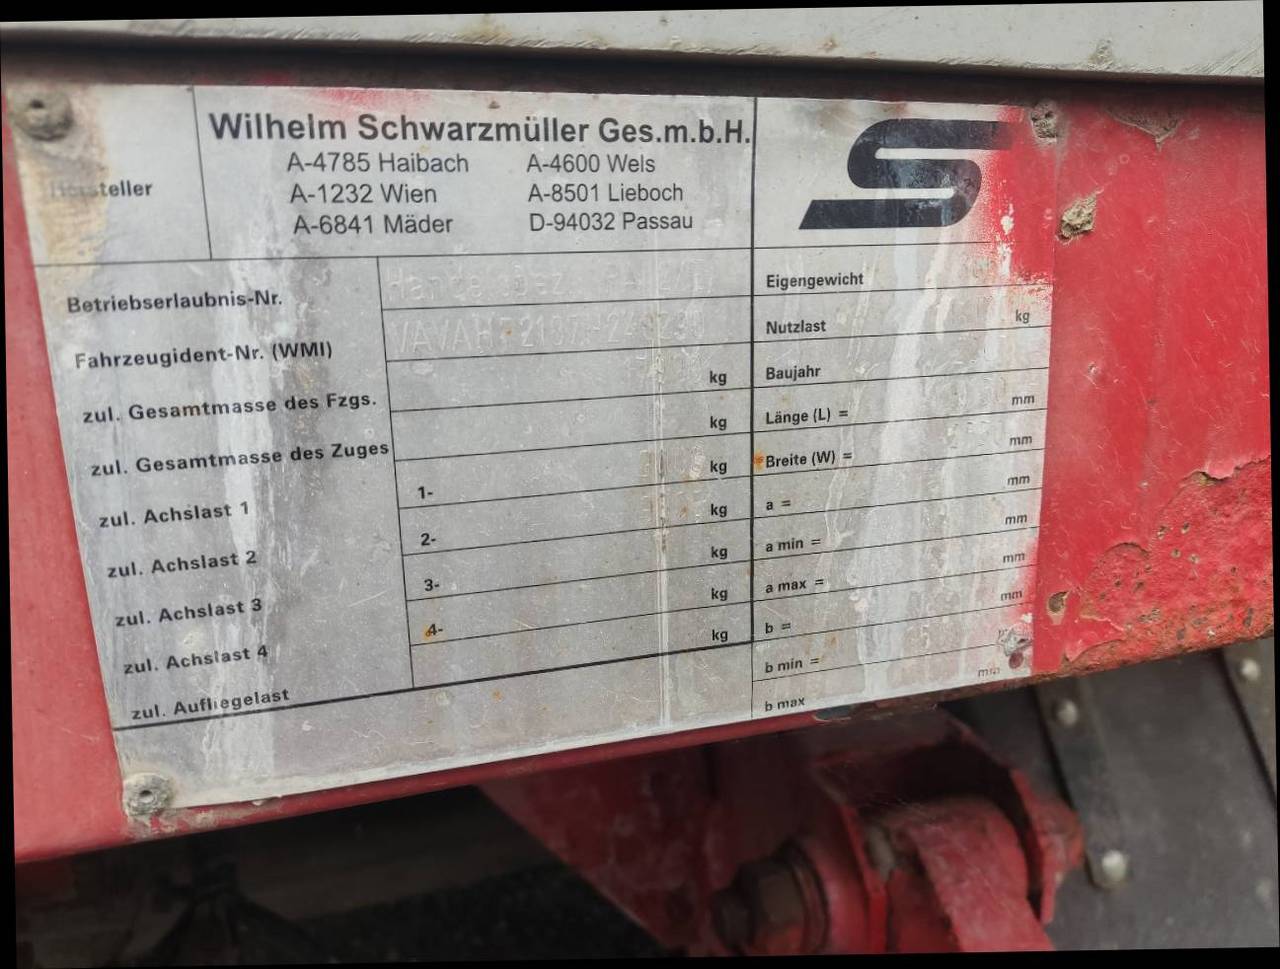 Wilhelm Schwarzmüller Ges.m.b.H.
A-4785 Haibach A-4600 Wels
Hersteller
A-1232 Wien A-8501 Lieboch
A-6841 Mäder D-94032 Passau
S
Betriebserlaubnis-Nr.
Fahrzeugident-Nr. (WMI)
zul. Gesamtmasse des Fzgs. kg
zul. Gesamtmasse des Zuges kg
zul. Achslast 1 1- kg
zul. Achslast 2 2- kg
zul. Achslast 3 3- kg
zul. Achslast 4 4- kg
zul. Aufliegelast kg
Eigengewicht
Nutzlast kg
Baujahr
Länge (L) = mm
Breite (W) = mm
a = mm
a min = mm
a max = mm
b = mm
b min =
b max mm